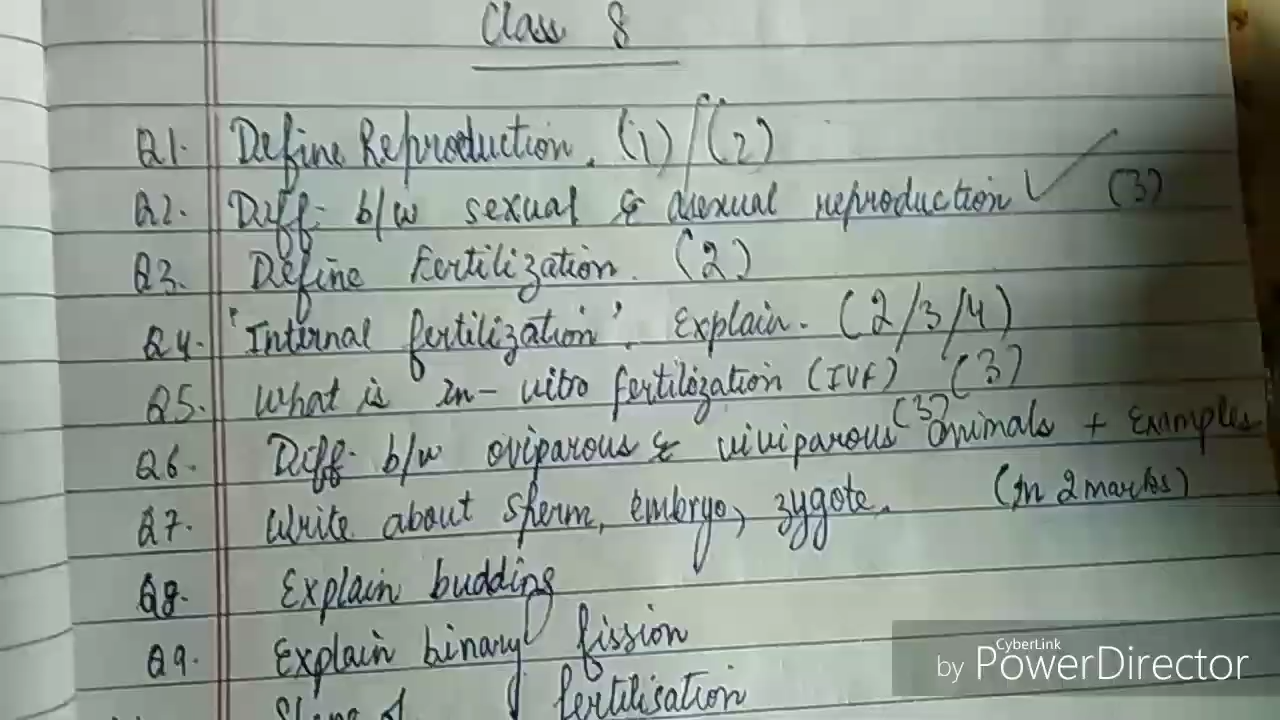 Class 8
Q1. Define Reproduction. (1)/(2)
Q2. Diff. b/w sexual & asexual reproduction ✓ (3)
Q3. Define Fertilization. (2)
Q4. 'Internal fertilization'. Explain. (2/3/4)
Q5. What is in-vitro fertilization (IVF) (3)
Q6. Diff. b/w oviparous & viviparous (3) animals + Examples
Q7. Write about sperm, embryo, zygote. (in 2 marks)
Q8. Explain budding
Q9. Explain binary fission
of fertilisation
CyberLink
by PowerDirector